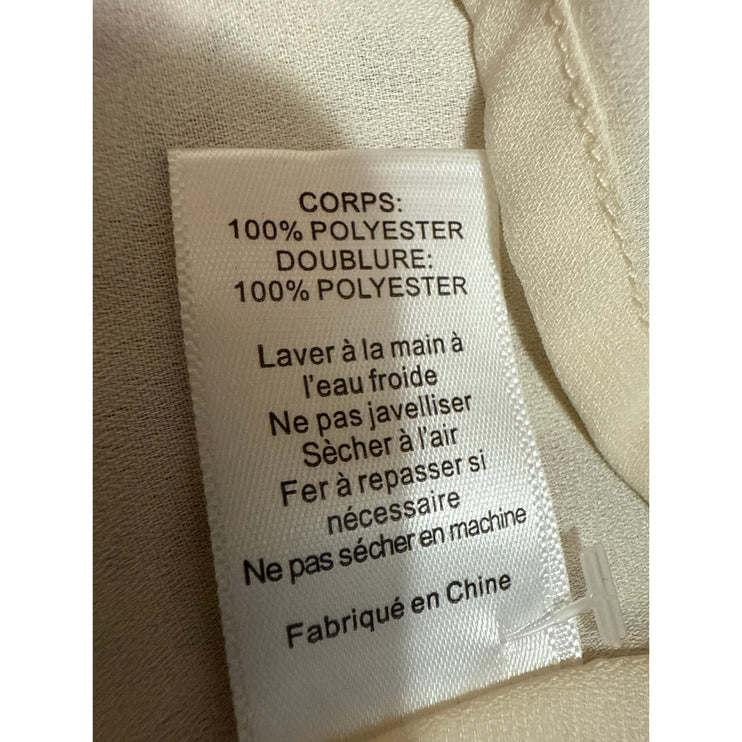 CORPS:
100% POLYESTER
DOUBLURE:
100% POLYESTER
Laver à la main à
l'eau froide
Ne pas javelliser
Sècher à l'air
Fer à repasser si
nécessaire
Ne pas sécher en machine
Fabriqué en Chine